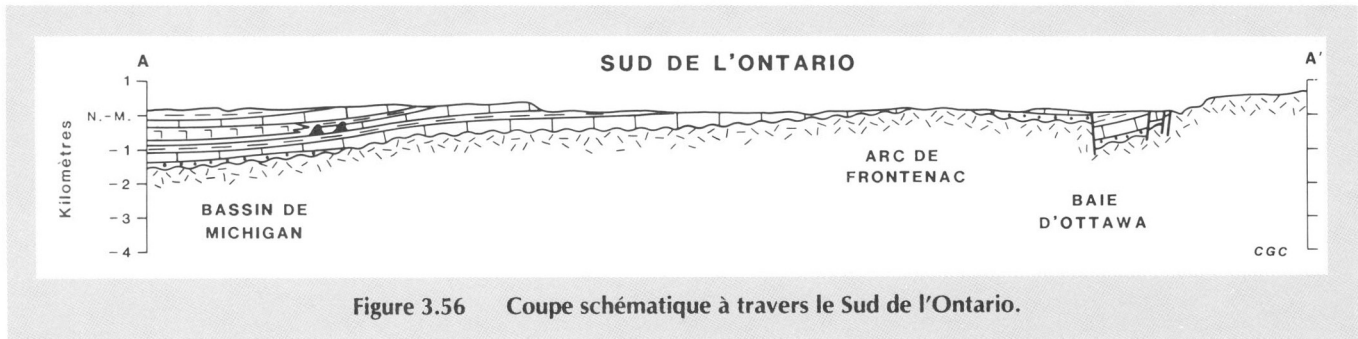 A
SUD DE L'ONTARIO
A'
1
N.-M.
-1
-2
-3
-4
Kilomètres
BASSIN DE
MICHIGAN
ARC DE
FRONTENAC
BAIE
D'OTTAWA
CGC
Figure 3.56 Coupe schématique à travers le Sud de l'Ontario.